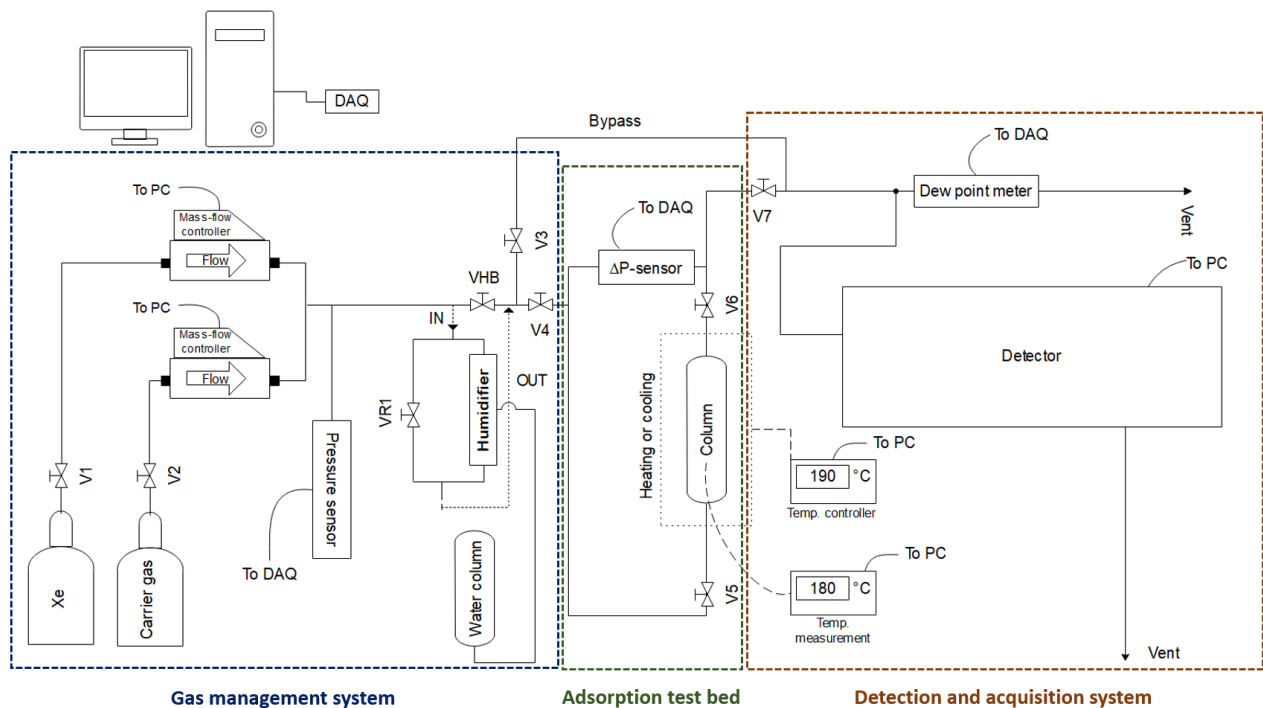 DAQ
Bypass
To PC
Mass-flow
controller
Flow
To PC
Mass-flow
controller
Flow
V1
V2
Xe
Carrier gas
Pressure sensor
To DAQ
VHB
V3
V4
IN
OUT
VR1
Humidifier
Water column
To DAQ
ΔP-sensor
V6
Heating or cooling
Column
V5
V7
To DAQ
Dew point meter
Vent
To PC
Detector
To PC
190 °C
Temp. controller
To PC
180 °C
Temp.
measurement
Vent
Gas management system
Adsorption test bed
Detection and acquisition system